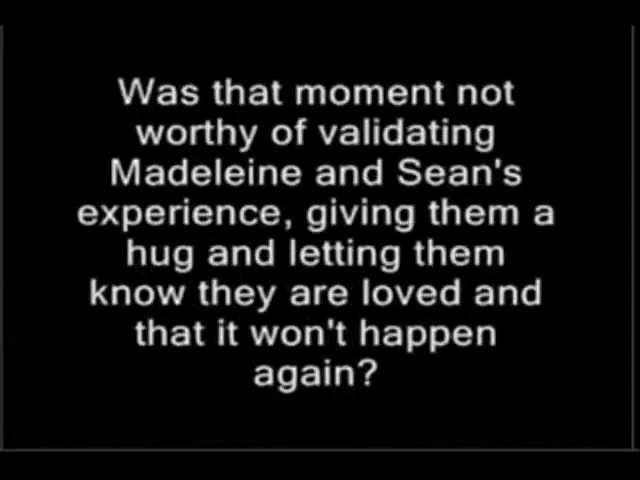 Was that moment not
worthy of validating
Madeleine and Sean's
experience, giving them a
hug and letting them
know they are loved and
that it won't happen
again?